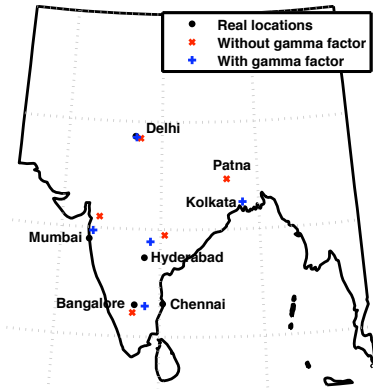 Real locations
Without gamma factor
With gamma factor
Delhi
Patna
Kolkata
Mumbai
Hyderabad
Bangalore
Chennai